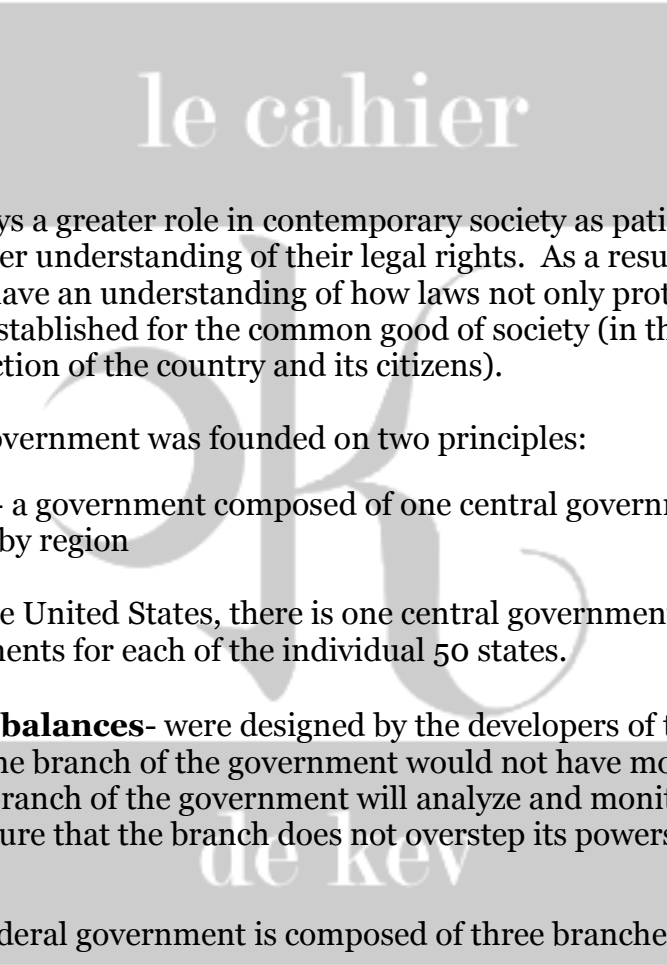 le cahier
ys a greater role in contemporary society as pati
er understanding of their legal rights.  As a resu
have an understanding of how laws not only prot
stablished for the common good of society (in th
ction of the country and its citizens).
overnment was founded on two principles:
- a government composed of one central governm
by region
e United States, there is one central governmen
nents for each of the individual 50 states.
balances- were designed by the developers of t
ne branch of the government would not have mo
ranch of the government will analyze and monit
ure that the branch does not overstep its powers
de kev
deral government is composed of three branche